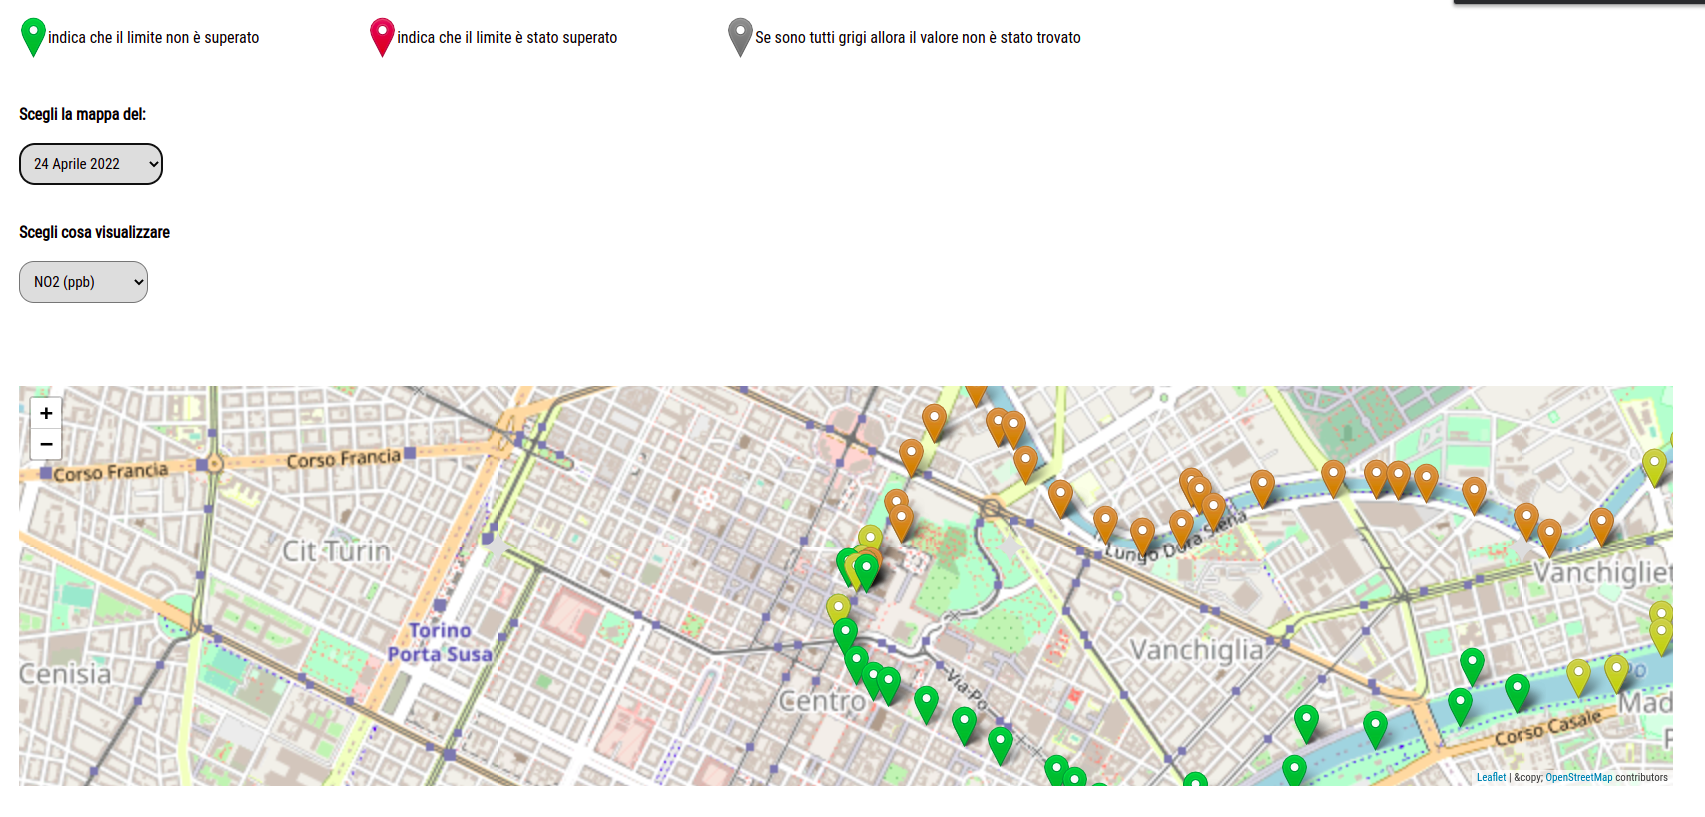 indica che il limite non è superato
indica che il limite è stato superato
Se sono tutti grigi allora il valore non è stato trovato
Scegli la mappa del:
24 Aprile 2022
Scegli cosa visualizzare
NO2 (ppb)
+
−
Corso Francia
Corso Francia
Lungo Dora Siena
Cit Turin
Vanchigliet
Torino
Porta Susa
Vanchiglia
Cenisia
Via Po
Centro
Mad
Corso Casale
Leaflet | &copy; OpenStreetMap contributors